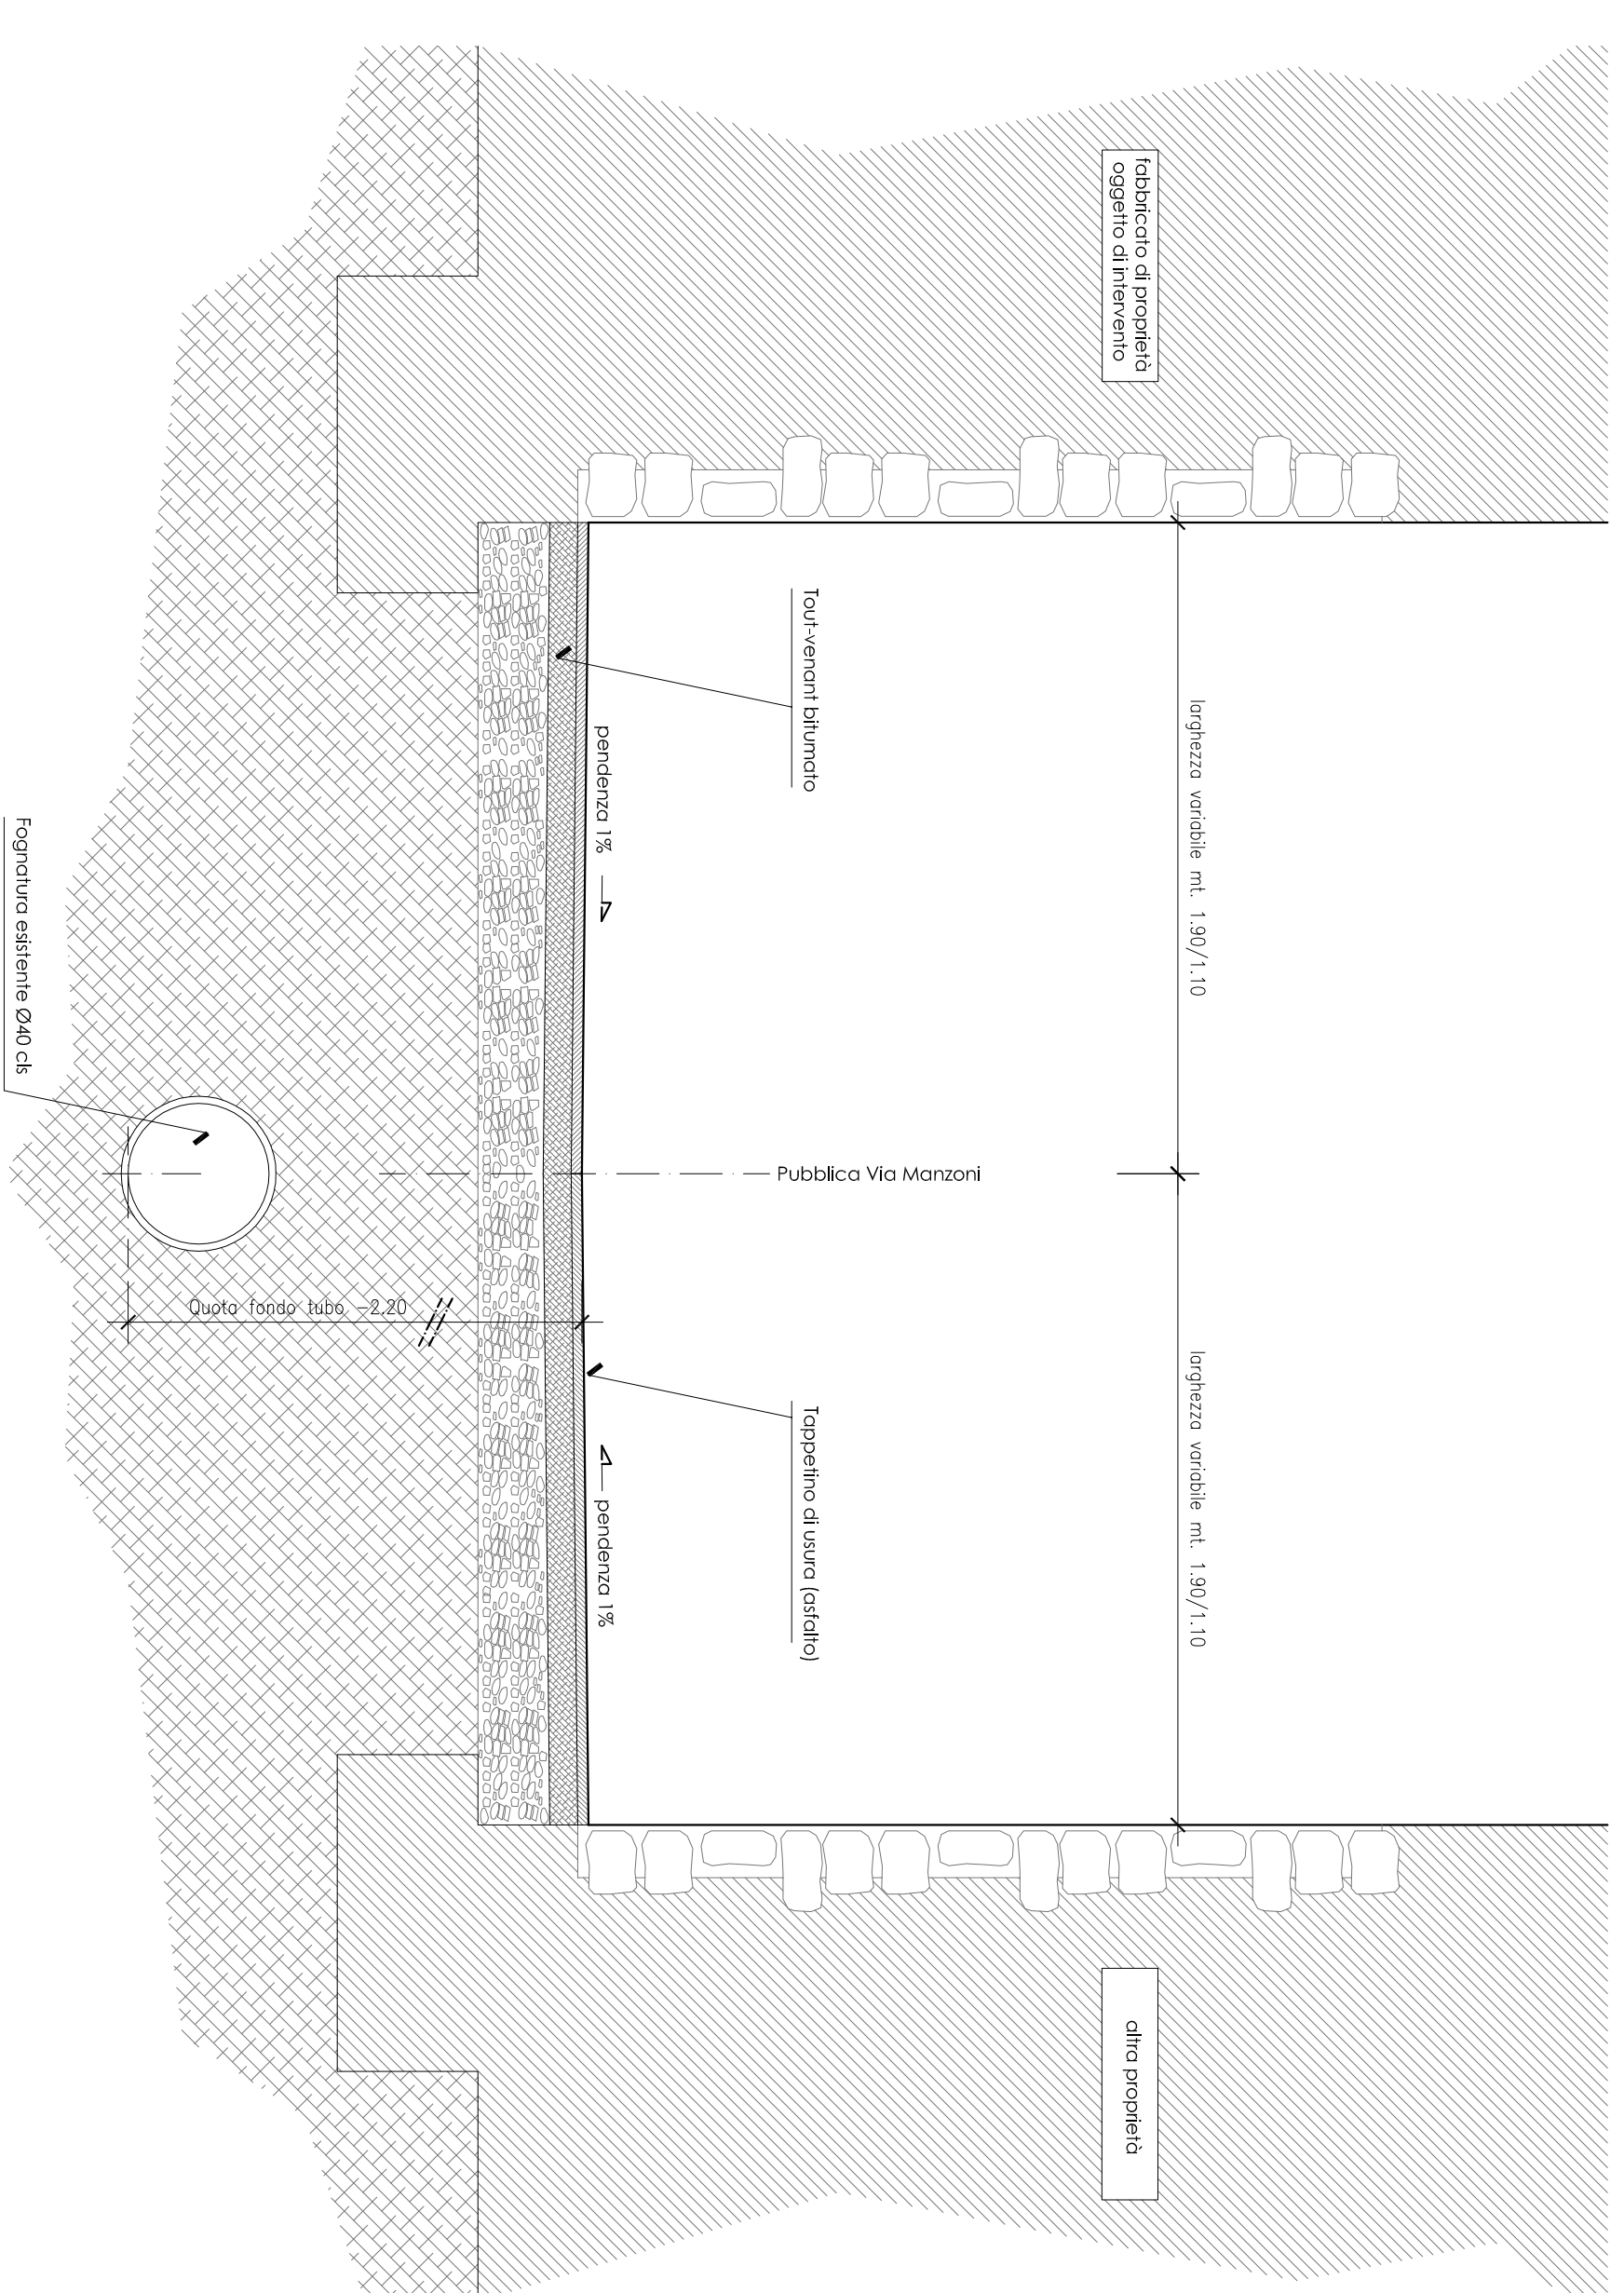 fabbricato di proprietà
oggetto di intervento
larghezza variabile mt. 1.90/1.10
larghezza variabile mt. 1.90/1.10
altra proprietà
Tout-venant bitumato
Pubblica Via Manzoni
Tappetino di usura (asfalto)
pendenza 1%
pendenza 1%
Quota fondo tubo -2,20
Fognatura esistente Ø40 cls